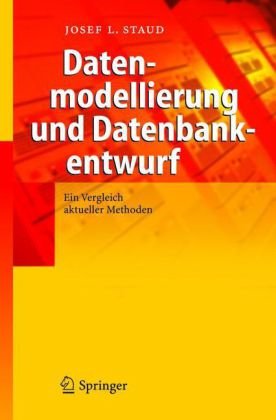 JOSEF L. STAUD
Daten-
modellierung
und Datenbank-
entwurf
Ein Vergleich
aktueller Methoden
Springer